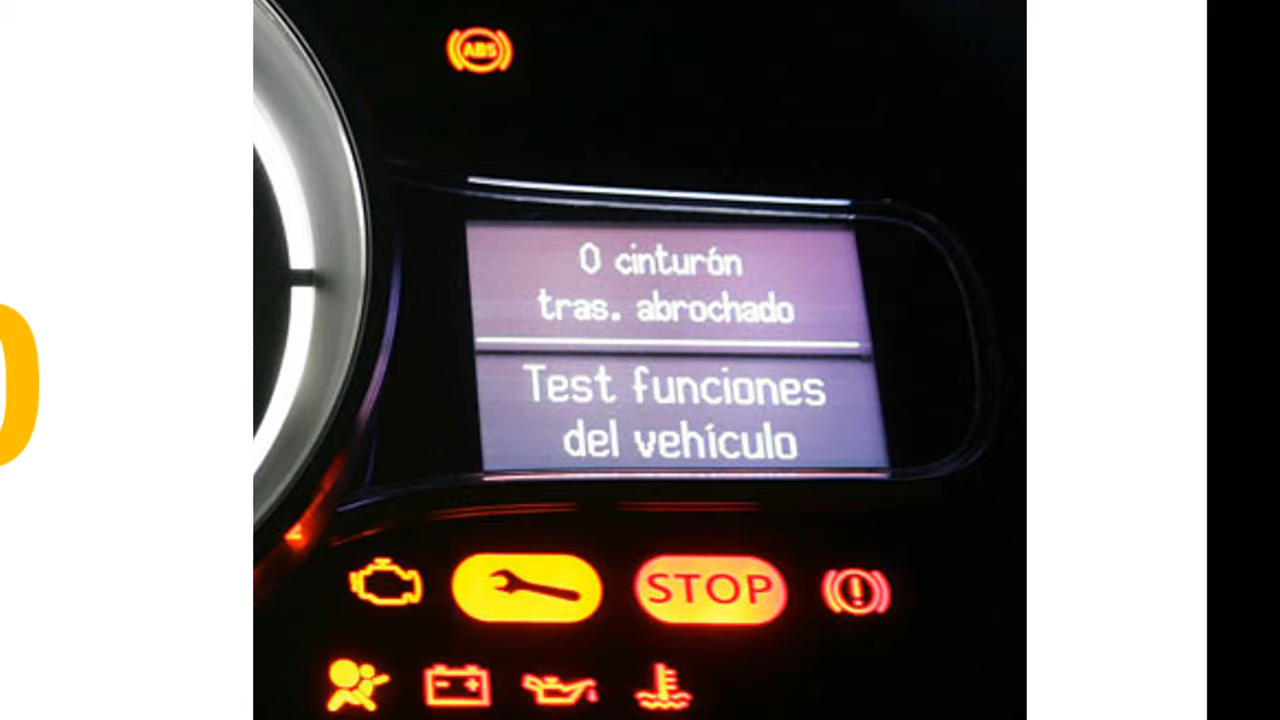 ABS
0 cinturón
tras. abrochado
Test funciones
del vehículo
STOP